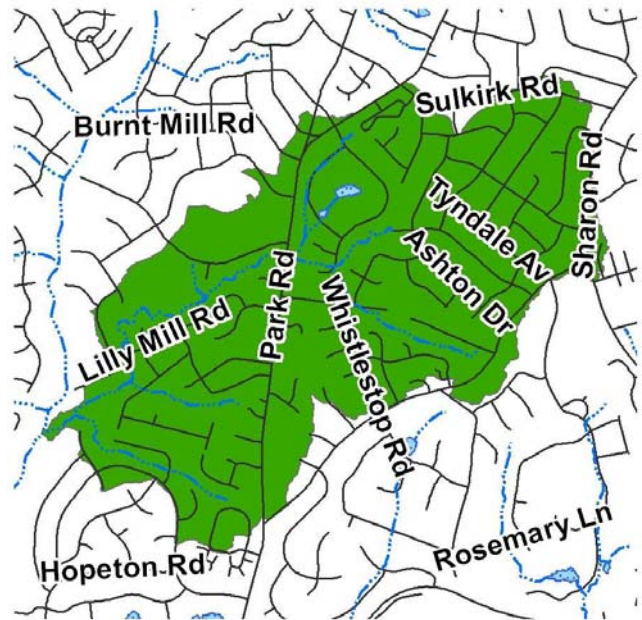 Sulkirk Rd
Burnt Mill Rd
Sharon Rd
Tyndale Av
Ashton Dr
Park Rd
Whistlestop Rd
Lilly Mill Rd
Rosemary Ln
Hopeton Rd